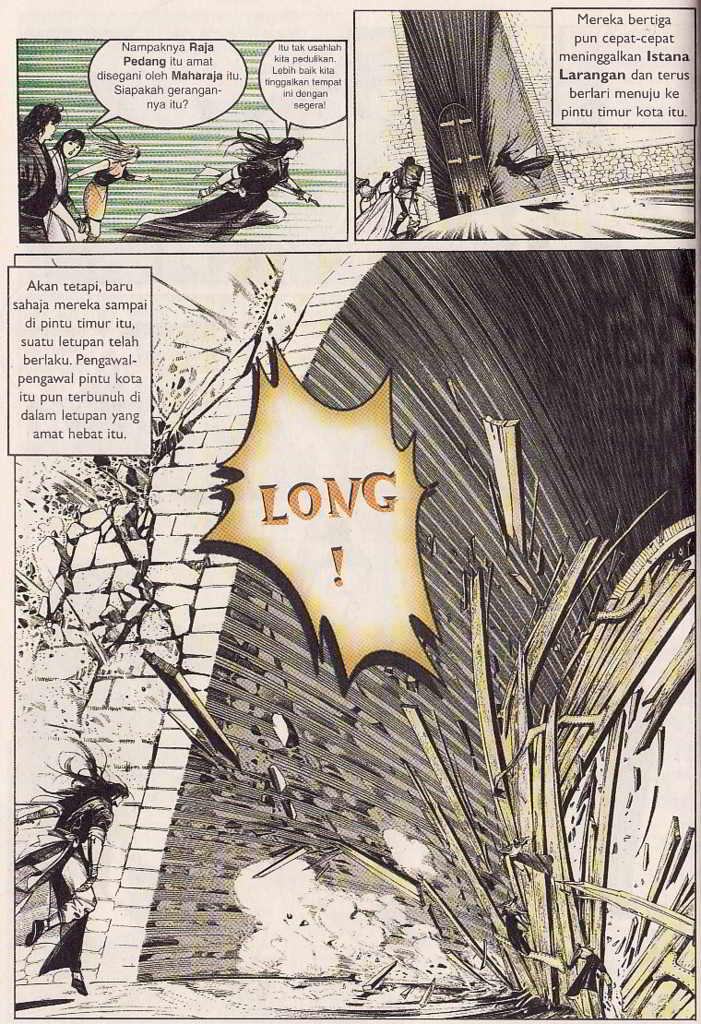 Nampaknya Raja
Pedang itu amat
disegani oleh Maharaja itu.
Siapakah gerangan-
nya itu?
Itu tak usahlah
kita pedulikan.
Lebih baik kita
tinggalkan tempat
ini dengan
segera!
Mereka bertiga
pun cepat-cepat
meninggalkan Istana
Larangan dan terus
berlari menuju ke
pintu timur kota itu.
Akan tetapi, baru
sahaja mereka sampai
di pintu timur itu,
suatu letupan telah
berlaku. Pengawal-
pengawal pintu kota
itu pun terbunuh di
dalam letupan yang
amat hebat itu.
LONG
!